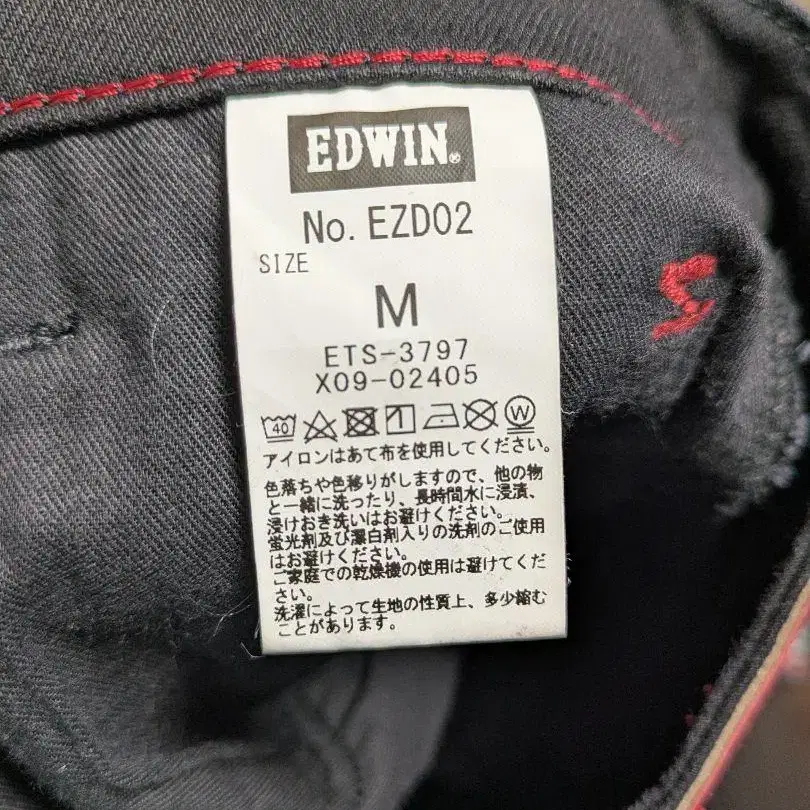 EDWIN®
No. EZD02
SIZE
M
ETS-3797
X09-02405
40 1 W
アイロンはあて布を使用してください。
色落ちや色移りがしますので、他の物
と一緒に洗ったり、長時間水に浸漬、
浸けおき洗いはお避けください。
蛍光剤及び漂白剤入りの洗剤のご使用
はお避けください。
ご家庭での乾燥機の使用は避けてくだ
さい。
洗濯によって生地の性質上、多少縮む
ことがあります。